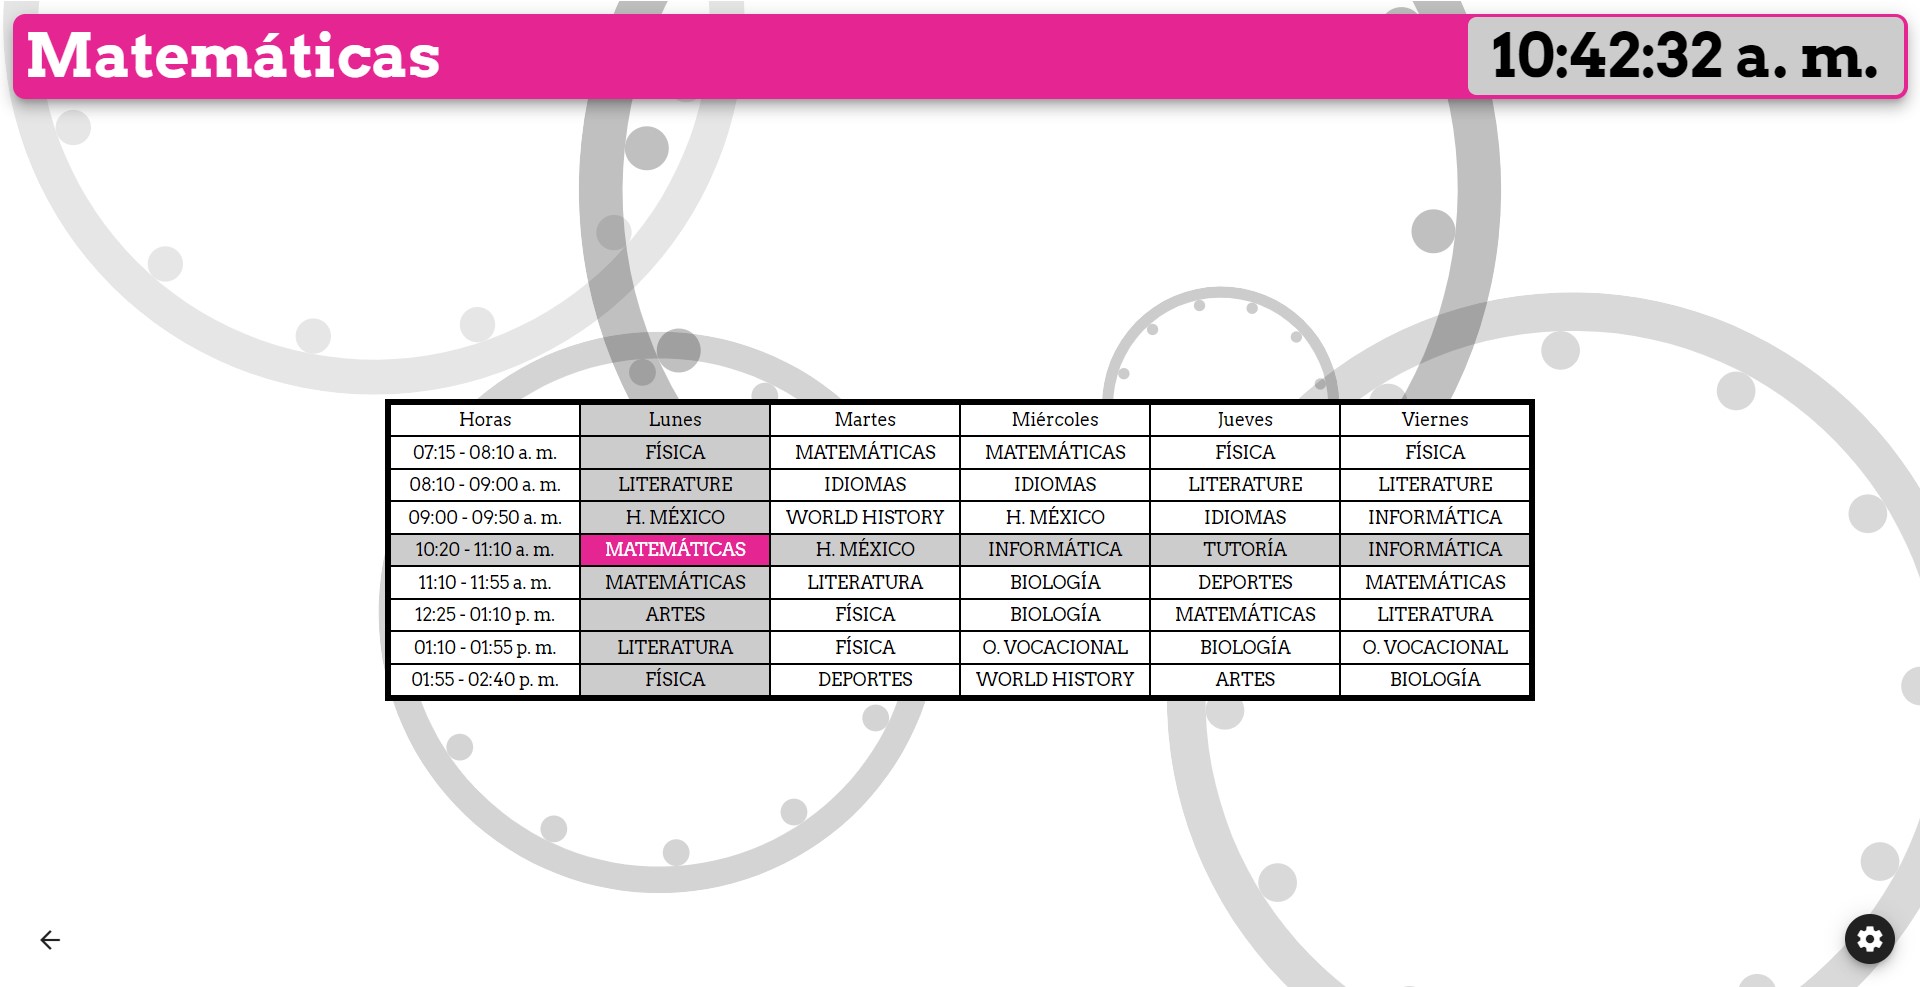 Matemáticas 10:42:32 a. m.
Horas Lunes Martes Miércoles Jueves Viernes
07:15 - 08:10 a. m. FÍSICA MATEMÁTICAS MATEMÁTICAS FÍSICA FÍSICA
08:10 - 09:00 a. m. LITERATURE IDIOMAS IDIOMAS LITERATURE LITERATURE
09:00 - 09:50 a. m. H. MÉXICO WORLD HISTORY H. MÉXICO IDIOMAS INFORMÁTICA
10:20 - 11:10 a. m. MATEMÁTICAS H. MÉXICO INFORMÁTICA TUTORÍA INFORMÁTICA
11:10 - 11:55 a. m. MATEMÁTICAS LITERATURA BIOLOGÍA DEPORTES MATEMÁTICAS
12:25 - 01:10 p. m. ARTES FÍSICA BIOLOGÍA MATEMÁTICAS LITERATURA
01:10 - 01:55 p. m. LITERATURA FÍSICA O. VOCACIONAL BIOLOGÍA O. VOCACIONAL
01:55 - 02:40 p. m. FÍSICA DEPORTES WORLD HISTORY ARTES BIOLOGÍA